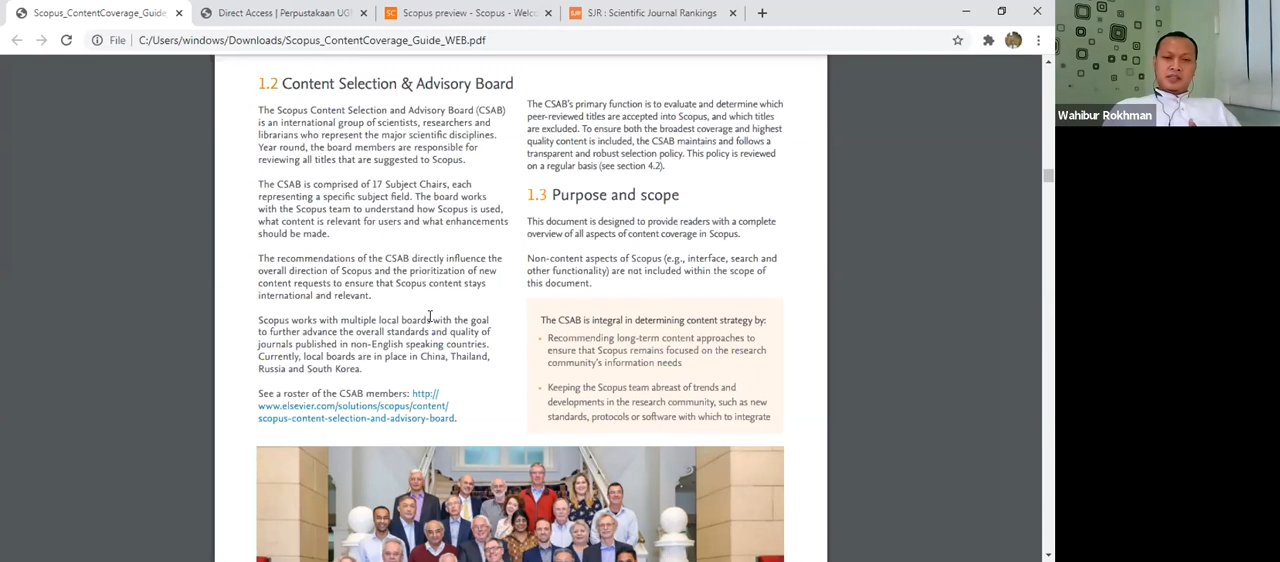 Scopus_ContentCoverage_Guide
Direct Access | Perpustakaan UGM
SC Scopus preview - Scopus - Welco
SJR SJR : Scientific Journal Rankings
File C:/Users/windows/Downloads/Scopus_ContentCoverage_Guide_WEB.pdf
Wahibur Rokhman
1.2 Content Selection & Advisory Board
The Scopus Content Selection and Advisory Board (CSAB)
is an international group of scientists, researchers and
librarians who represent the major scientific disciplines.
Year round, the board members are responsible for
reviewing all titles that are suggested to Scopus.
The CSAB is comprised of 17 Subject Chairs, each
representing a specific subject field. The board works
with the Scopus team to understand how Scopus is used,
what content is relevant for users and what enhancements
should be made.
The recommendations of the CSAB directly influence the
overall direction of Scopus and the prioritization of new
content requests to ensure that Scopus content stays
international and relevant.
Scopus works with multiple local boards with the goal
to further advance the overall standards and quality of
journals published in non-English speaking countries.
Currently, local boards are in place in China, Thailand,
Russia and South Korea.
See a roster of the CSAB members: http://
www.elsevier.com/solutions/scopus/content/
scopus-content-selection-and-advisory-board.
The CSAB's primary function is to evaluate and determine which
peer-reviewed titles are accepted into Scopus, and which titles
are excluded. To ensure both the broadest coverage and highest
quality content is included, the CSAB maintains and follows a
transparent and robust selection policy. This policy is reviewed
on a regular basis (see section 4.2).
1.3 Purpose and scope
This document is designed to provide readers with a complete
overview of all aspects of content coverage in Scopus.
Non-content aspects of Scopus (e.g., interface, search and
other functionality) are not included within the scope of
this document.
The CSAB is integral in determining content strategy by:
• Recommending long-term content approaches to
ensure that Scopus remains focused on the research
community's information needs
• Keeping the Scopus team abreast of trends and
developments in the research community, such as new
standards, protocols or software with which to integrate